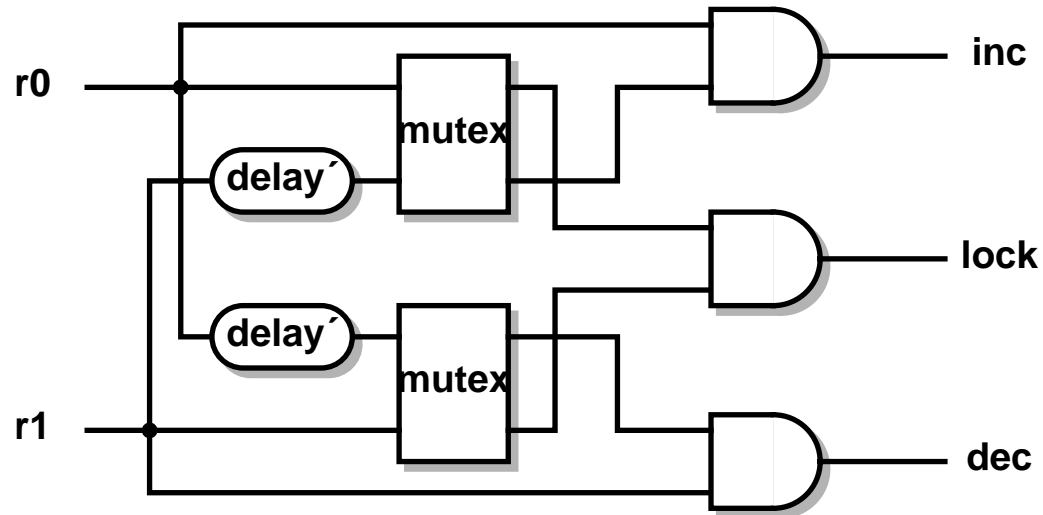 inc
r0
mutex
delay´
lock
delay´
mutex
r1
dec